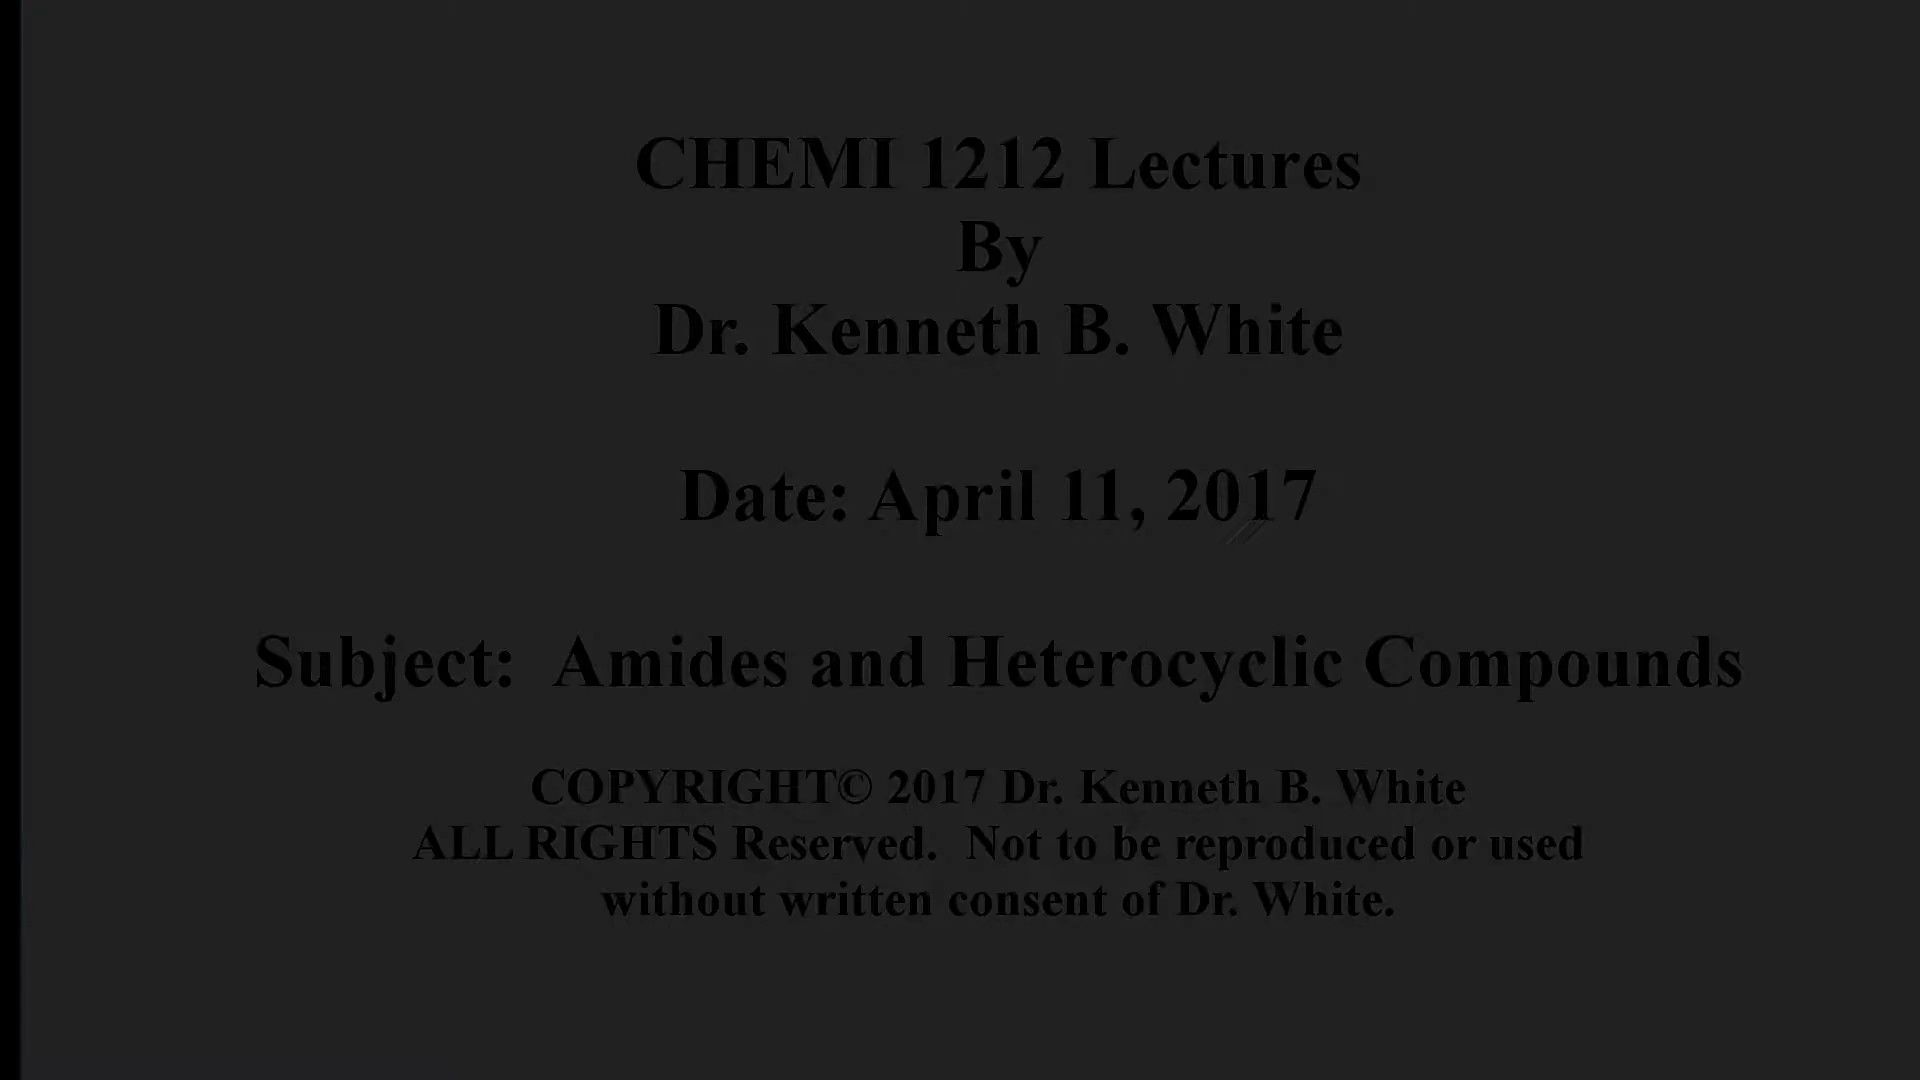 CHEMI 1212 Lectures
By
Dr. Kenneth B. White
Date: April 11, 2017
Subject:  Amides and Heterocyclic Compounds
COPYRIGHT© 2017 Dr. Kenneth B. White
ALL RIGHTS Reserved.  Not to be reproduced or used
without written consent of Dr. White.